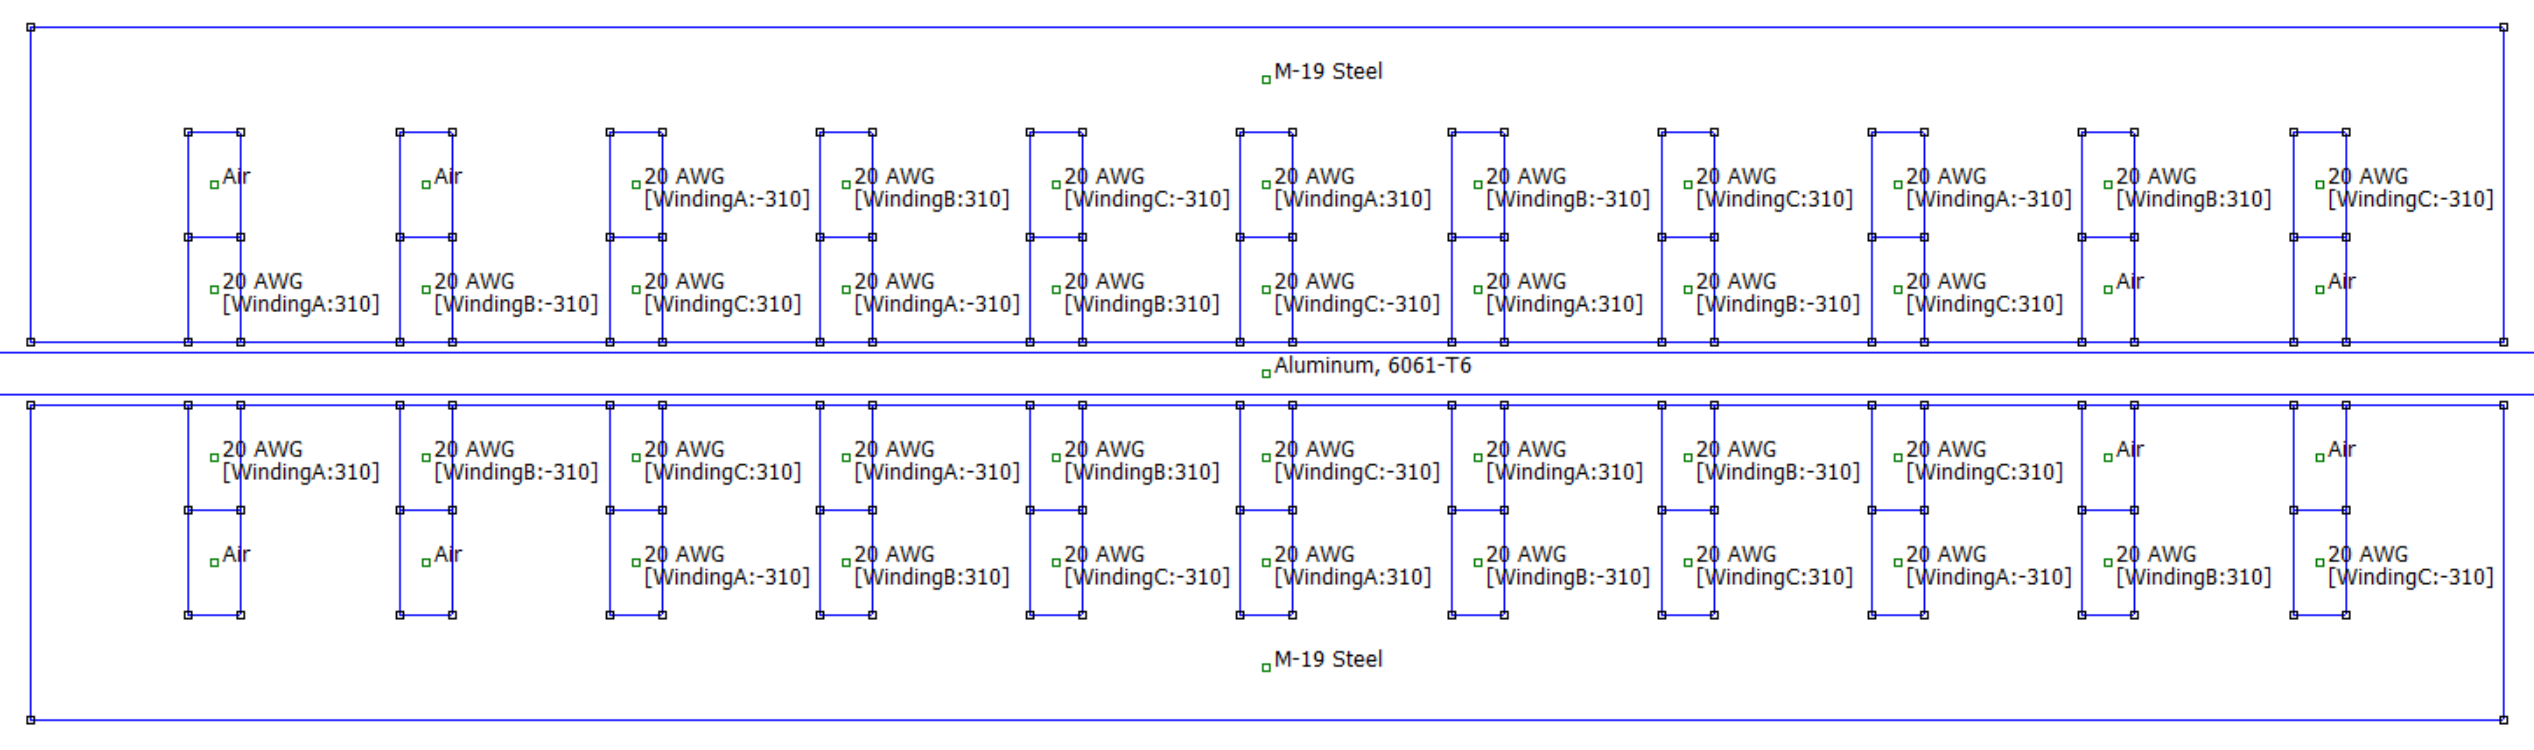 M-19 Steel
Air
Air
20 AWG
[WindingA:-310]
20 AWG
[WindingB:310]
20 AWG
[WindingC:-310]
20 AWG
[WindingA:310]
20 AWG
[WindingB:-310]
20 AWG
[WindingC:310]
20 AWG
[WindingA:-310]
20 AWG
[WindingB:310]
20 AWG
[WindingC:-310]
20 AWG
[WindingA:310]
20 AWG
[WindingB:-310]
20 AWG
[WindingC:310]
20 AWG
[WindingA:-310]
20 AWG
[WindingB:310]
20 AWG
[WindingC:-310]
20 AWG
[WindingA:310]
20 AWG
[WindingB:-310]
20 AWG
[WindingC:310]
Air
Air
Aluminum, 6061-T6
20 AWG
[WindingA:310]
20 AWG
[WindingB:-310]
20 AWG
[WindingC:310]
20 AWG
[WindingA:-310]
20 AWG
[WindingB:310]
20 AWG
[WindingC:-310]
20 AWG
[WindingA:310]
20 AWG
[WindingB:-310]
20 AWG
[WindingC:310]
Air
Air
Air
Air
20 AWG
[WindingA:-310]
20 AWG
[WindingB:310]
20 AWG
[WindingC:-310]
20 AWG
[WindingA:310]
20 AWG
[WindingB:-310]
20 AWG
[WindingC:310]
20 AWG
[WindingA:-310]
20 AWG
[WindingB:310]
20 AWG
[WindingC:-310]
M-19 Steel